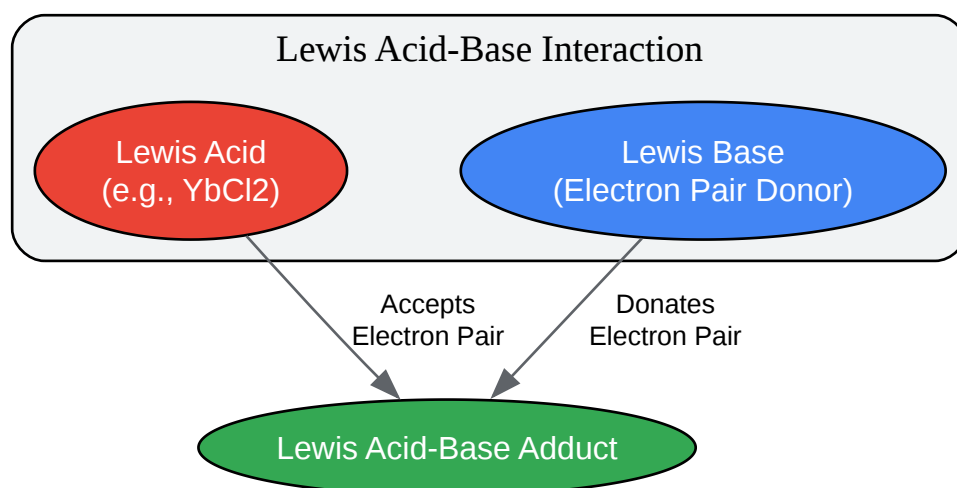 Lewis Acid-Base Interaction
Lewis Acid
(e.g., YbCl2)
Lewis Base
(Electron Pair Donor)
Accepts
Electron Pair
Donates
Electron Pair
Lewis Acid-Base Adduct